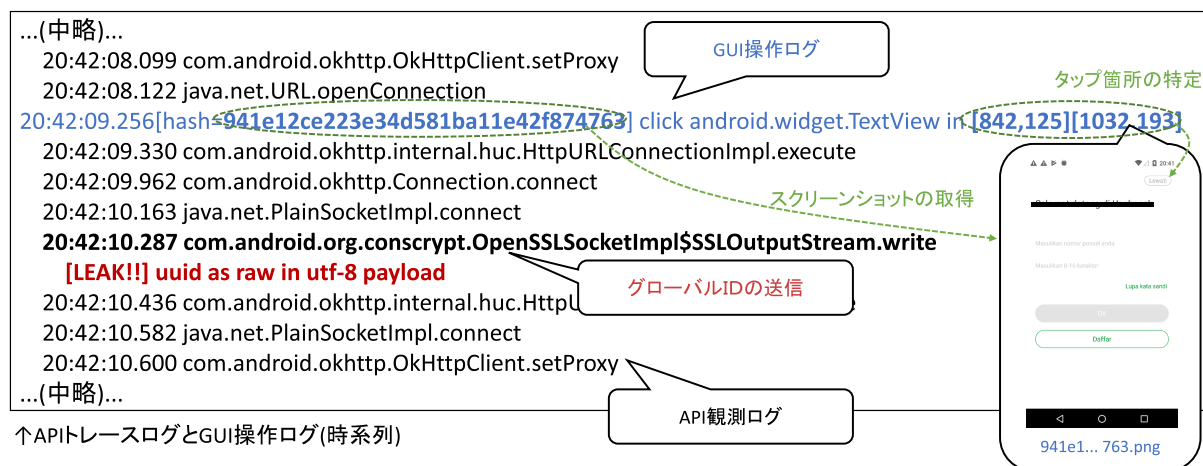 ...(中略)...
20:42:08.099 com.android.okhttp.OkHttpClient.setProxy
GUI操作ログ
20:42:08.122 java.net.URL.openConnection
タップ箇所の特定
20:42:09.256[hash=941e12ce223e34d581ba11e42f874763] click android.widget.TextView in [842,125][1032,193]
20:42:09.330 com.android.okhttp.internal.huc.HttpURLConnectionImpl.execute
20:42:09.962 com.android.okhttp.Connection.connect
スクリーンショットの取得
20:42:10.163 java.net.PlainSocketImpl.connect
20:42:10.287 com.android.org.conscrypt.OpenSSLSocketImpl$SSLOutputStream.write
[LEAK!!] uuid as raw in utf-8 payload
グローバルIDの送信
20:42:10.436 com.android.okhttp.internal.huc.HttpU
20:42:10.582 java.net.PlainSocketImpl.connect
20:42:10.600 com.android.okhttp.OkHttpClient.setProxy
...(中略)...
API観測ログ
↑APIトレースログとGUI操作ログ(時系列)
20:41
Lewati
Masukkan nomor ponsel anda
Masukkan 8-16 karakter
Lupa kata sandi
OK
Daftar
941e1... 763.png